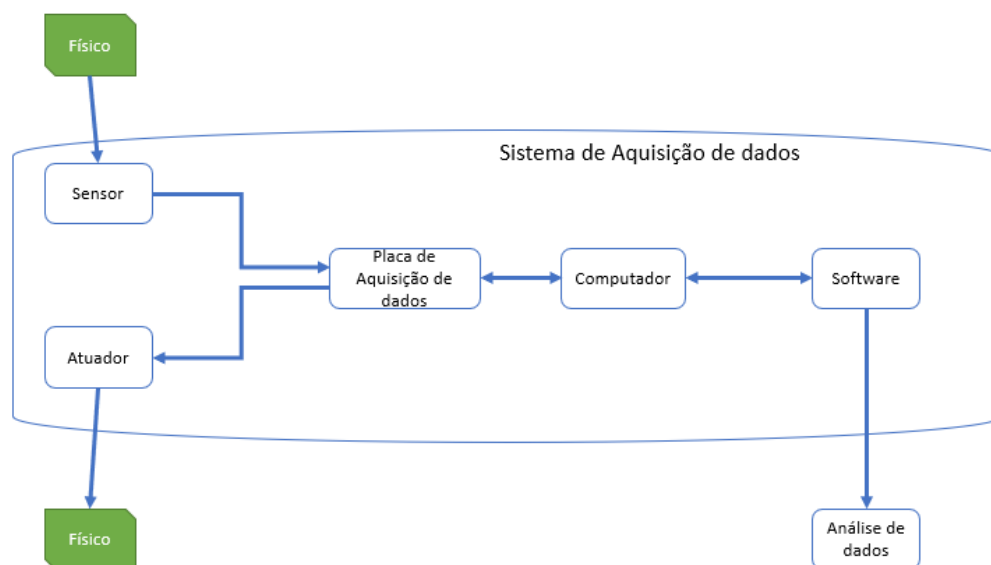 Físico
Sistema de Aquisição de dados
Sensor
Placa de
Aquisição de
dados
Computador
Software
Atuador
Físico
Análise de
dados